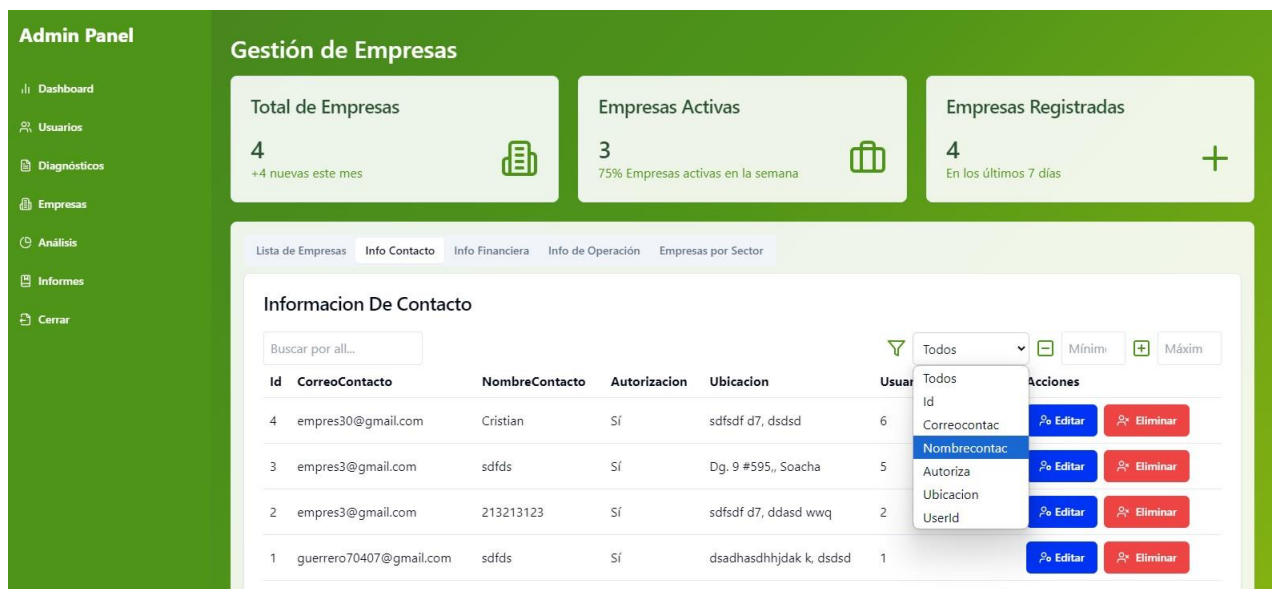 Admin Panel
Dashboard
Usuarios
Diagnósticos
Empresas
Análisis
Informes
Cerrar
Gestión de Empresas
Total de Empresas
4
+4 nuevas este mes
Empresas Activas
3
75% Empresas activas en la semana
Empresas Registradas
4
En los últimos 7 días
Lista de Empresas Info Contacto Info Financiera Info de Operación Empresas por Sector
Informacion De Contacto
Buscar por all... Todos Mínim Máxim
Id CorreoContacto NombreContacto Autorizacion Ubicacion Usuar Acciones
4 empres30@gmail.com Cristian Sí sdfsdf d7, dsdsd 6 Editar Eliminar
3 empres3@gmail.com sdfds Sí Dg. 9 #595,, Soacha 5 Editar Eliminar
2 empres3@gmail.com 213213123 Sí sdfsdf d7, ddasd wwq 2 Editar Eliminar
1 guerrero70407@gmail.com sdfds Sí dsadhasdhhjdak k, dsdsd 1 Editar Eliminar
Todos
Id
Correocontac
Nombrecontac
Autoriza
Ubicacion
UserId